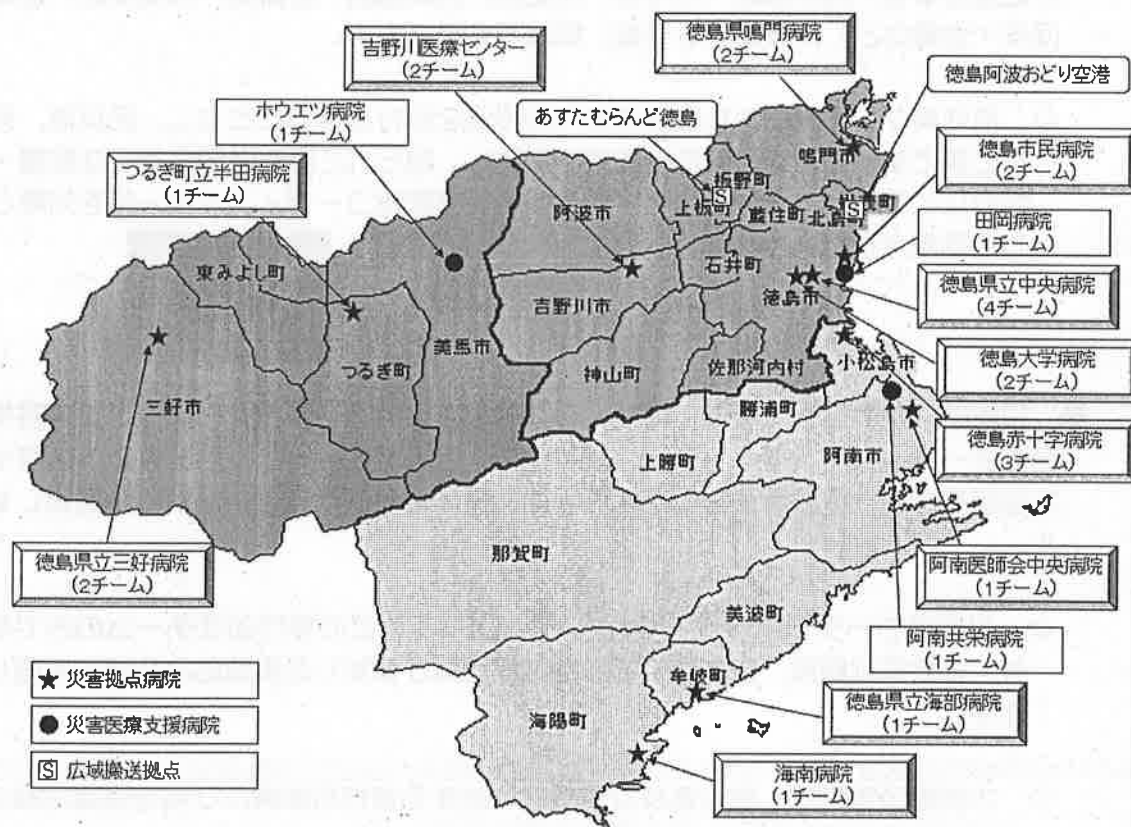 吉野川医療センター
(2チーム)
徳島県鳴門病院
(2チーム)
徳島阿波おどり空港
ホウエツ病院
(1チーム)
あすたむらんど徳島
徳島市民病院
(2チーム)
つるぎ町立半田病院
(1チーム)
田岡病院
(1チーム)
徳島県立中央病院
(4チーム)
徳島大学病院
(2チーム)
徳島赤十字病院
(3チーム)
鳴門市
板野町
上板町
藍住町
北島町
阿波市
石井町
徳島市
吉野川市
東みよし町
美馬市
つるぎ町
三好市
神山町
佐那河内村
小松島市
勝浦町
上勝町
阿南市
那賀町
美波町
牟岐町
海陽町
徳島県立三好病院
(2チーム)
阿南医師会中央病院
(1チーム)
阿南共栄病院
(1チーム)
徳島県立海部病院
(1チーム)
海南病院
(1チーム)
★ 災害拠点病院
● 災害医療支援病院
S 広域搬送拠点